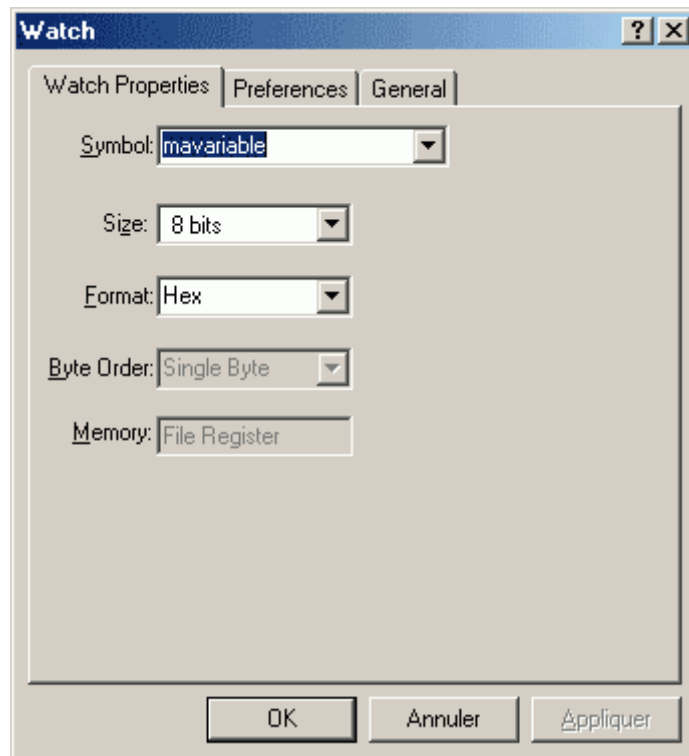 Watch
Watch Properties Preferences General
Symbol: mavariable
Size: 8 bits
Format: Hex
Byte Order: Single Byte
Memory: File Register
OK Annuler Appliquer